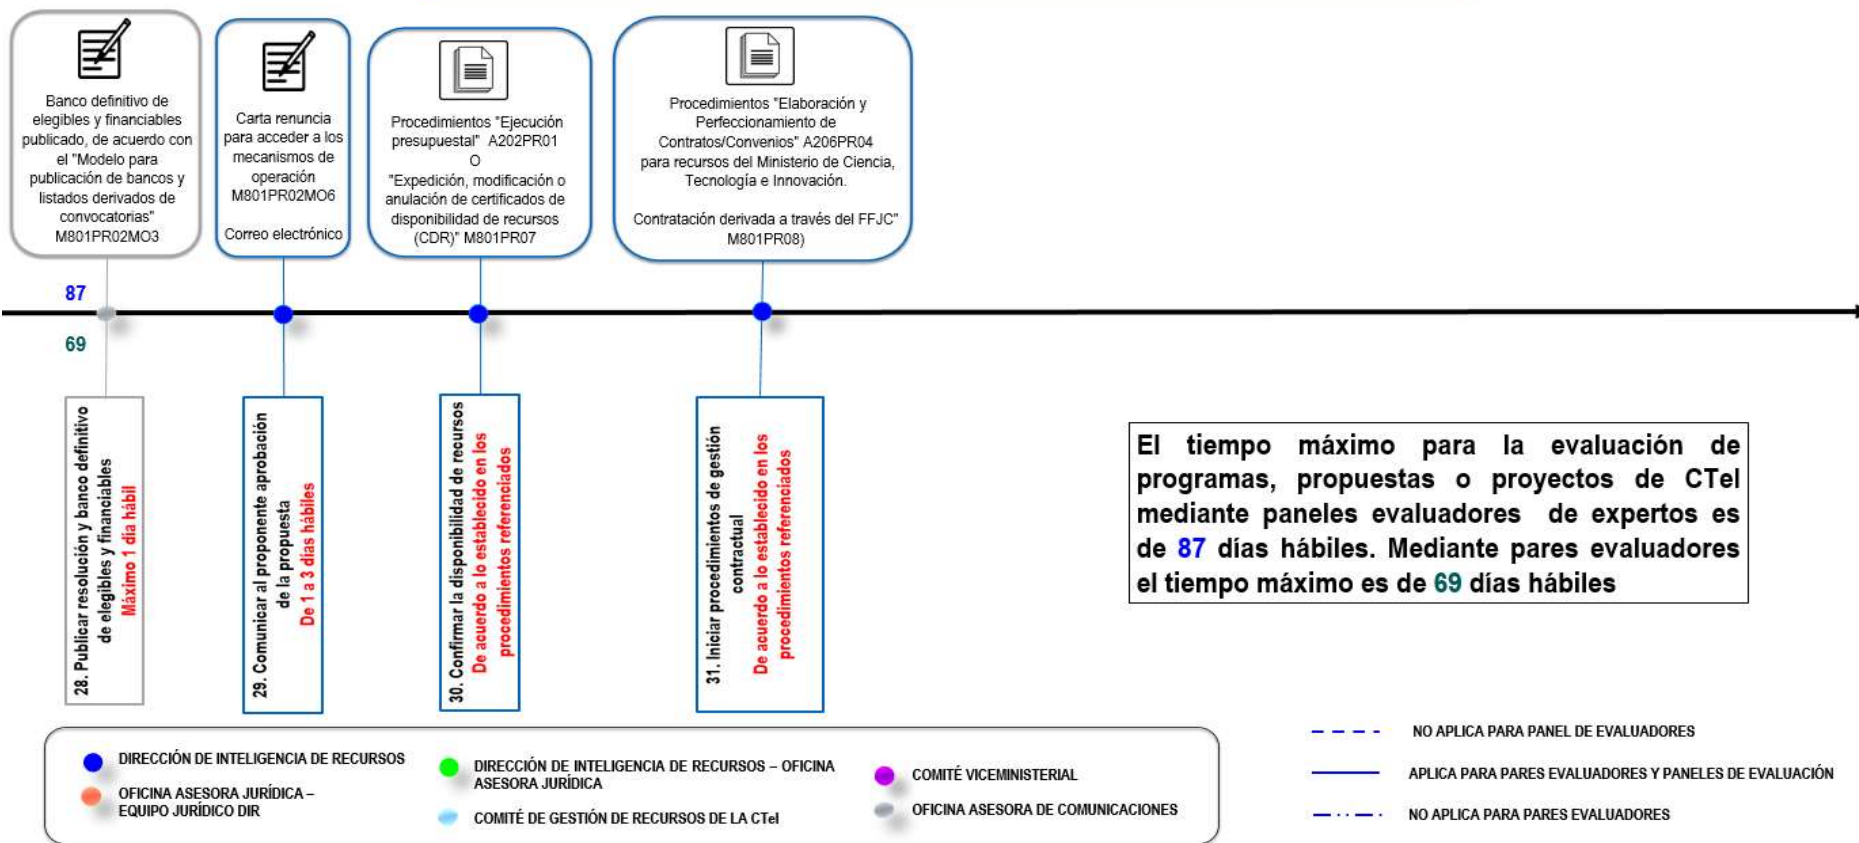 Banco definitivo de
elegibles y financiables
publicado, de acuerdo con
el "Modelo para
publicación de bancos y
listados derivados de
convocatorias"
M801PR02MO3
Carta renuncia
para acceder a los
mecanismos de
operación
M801PR02MO6
Correo electrónico
Procedimientos "Ejecución
presupuestal" A202PR01
O
"Expedición, modificación o
anulación de certificados de
disponibilidad de recursos
(CDR)" M801PR07
Procedimientos "Elaboración y
Perfeccionamiento de
Contratos/Convenios" A206PR04
para recursos del Ministerio de Ciencia,
Tecnología e Innovación.
Contratación derivada a través del FFJC"
M801PR08)
87
69
28. Publicar resolución y banco definitivo
de elegibles y financiables
Máximo 1 día hábil
29. Comunicar al proponente aprobación
de la propuesta
De 1 a 3 días hábiles
30. Confirmar la disponibilidad de recursos
De acuerdo a lo establecido en los
procedimientos referenciados
31. Iniciar procedimientos de gestión
contractual
De acuerdo a lo establecido en los
procedimientos referenciados
El tiempo máximo para la evaluación de
programas, propuestas o proyectos de CTeI
mediante paneles evaluadores de expertos es
de 87 días hábiles. Mediante pares evaluadores
el tiempo máximo es de 69 días hábiles
DIRECCIÓN DE INTELIGENCIA DE RECURSOS
OFICINA ASESORA JURÍDICA –
EQUIPO JURÍDICO DIR
DIRECCIÓN DE INTELIGENCIA DE RECURSOS – OFICINA
ASESORA JURÍDICA
COMITÉ DE GESTIÓN DE RECURSOS DE LA CTeI
COMITÉ VICEMINISTERIAL
OFICINA ASESORA DE COMUNICACIONES
NO APLICA PARA PANEL DE EVALUADORES
APLICA PARA PARES EVALUADORES Y PANELES DE EVALUACIÓN
NO APLICA PARA PARES EVALUADORES